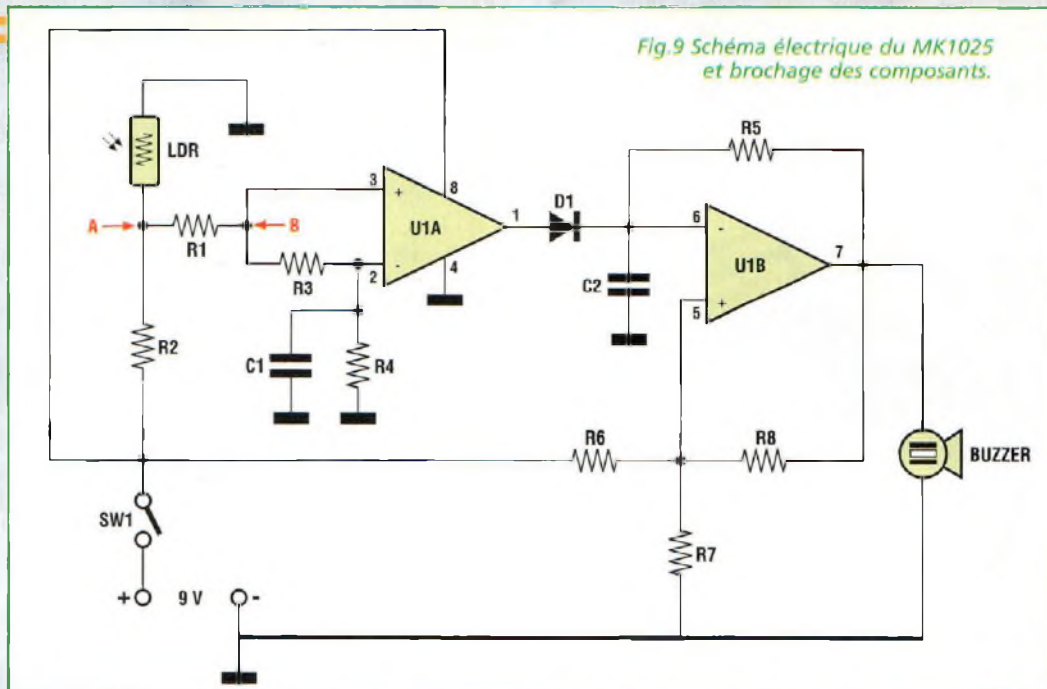 Fig.9 Schéma électrique du MK1025
et brochage des composants.
LDR
A
R1
B
3
+
8
U1A
1
D1
R5
R3
2
-
4
6
-
U1B
7
C2
+
5
R2
C1
R4
R6
R8
BUZZER
SW1
R7
+ 9 V -